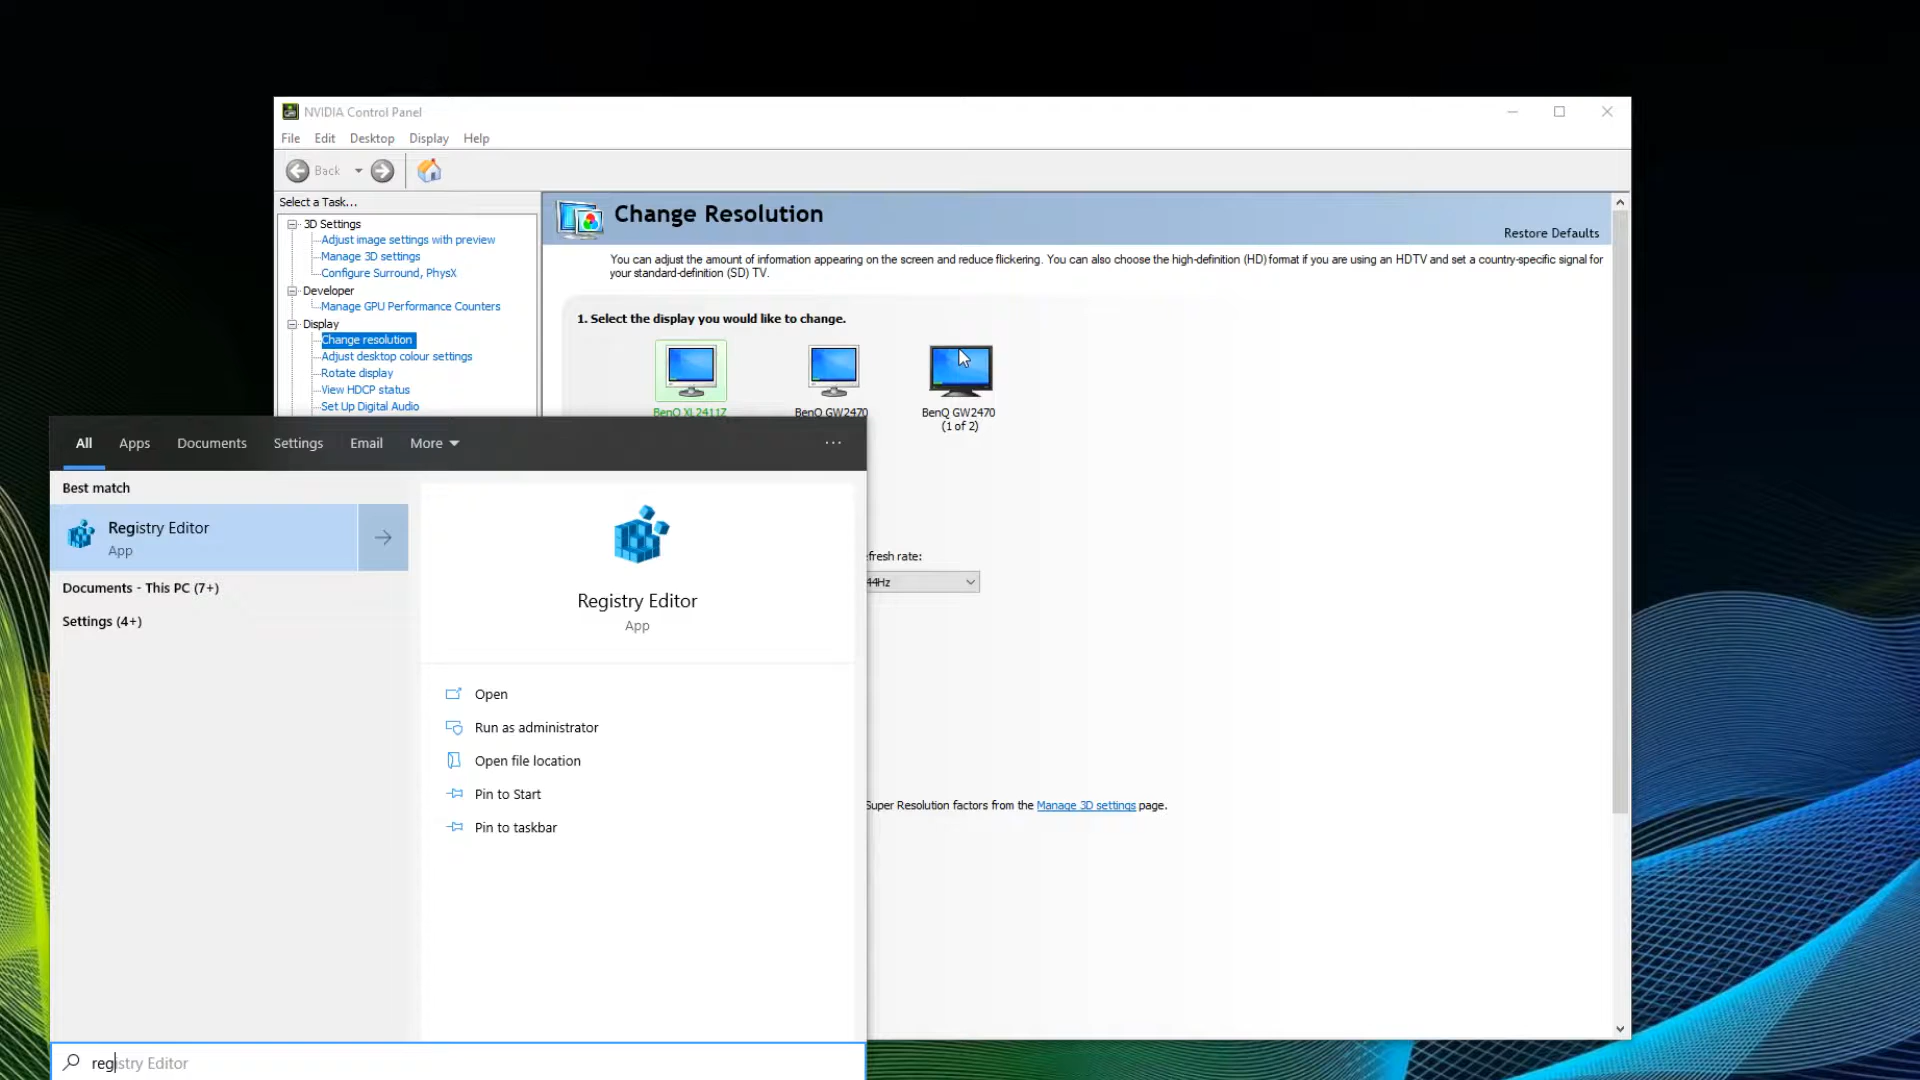 NVIDIA Control Panel
File Edit Desktop Display Help
Back
Select a Task...
3D Settings
Adjust image settings with preview
Manage 3D settings
Configure Surround, PhysX
Developer
Manage GPU Performance Counters
Display
Change resolution
Adjust desktop colour settings
Rotate display
View HDCP status
Set Up Digital Audio
Change Resolution
Restore Defaults
You can adjust the amount of information appearing on the screen and reduce flickering. You can also choose the high-definition (HD) format if you are using an HDTV and set a country-specific signal for
your standard-definition (SD) TV.
1. Select the display you would like to change.
BenQ XL2411Z
BenQ GW2470
BenQ GW2470
(1 of 2)
fresh rate:
44Hz
Super Resolution factors from the Manage 3D settings page.
All Apps Documents Settings Email More ...
Best match
Registry Editor
App
Documents - This PC (7+)
Settings (4+)
Registry Editor
App
Open
Run as administrator
Open file location
Pin to Start
Pin to taskbar
registry Editor